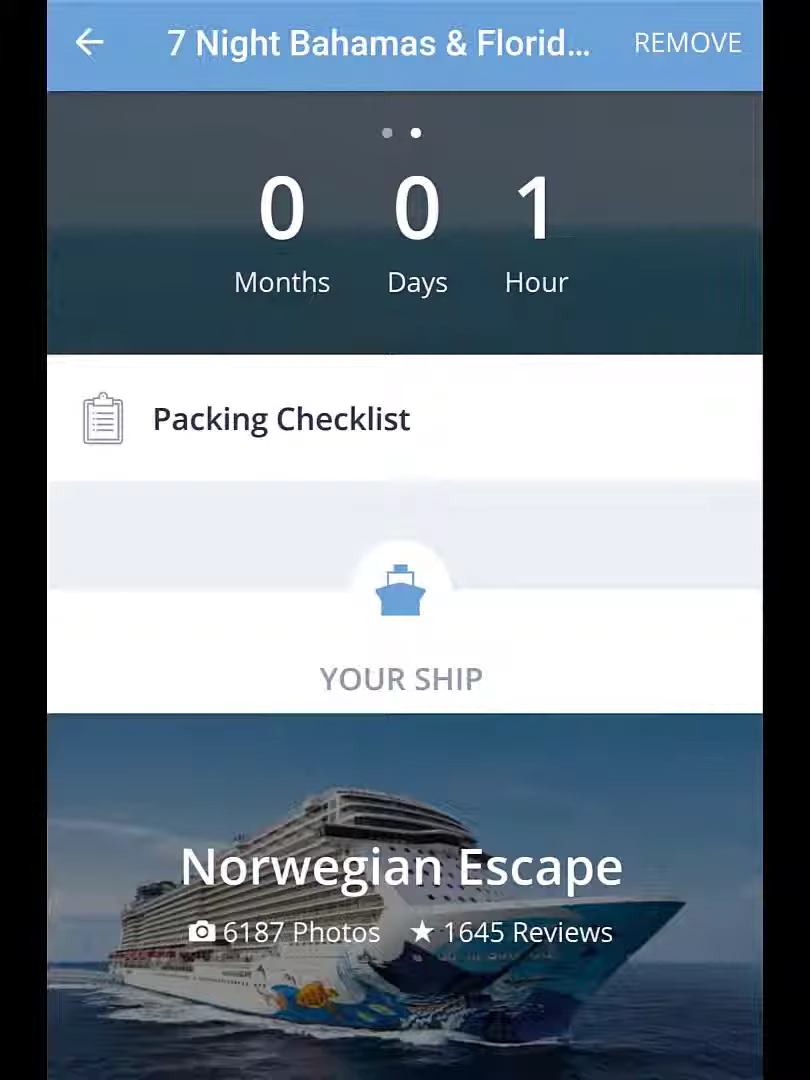 7 Night Bahamas & Florid... REMOVE
0 0 1
Months Days Hour
Packing Checklist
YOUR SHIP
Norwegian Escape
6187 Photos ★ 1645 Reviews